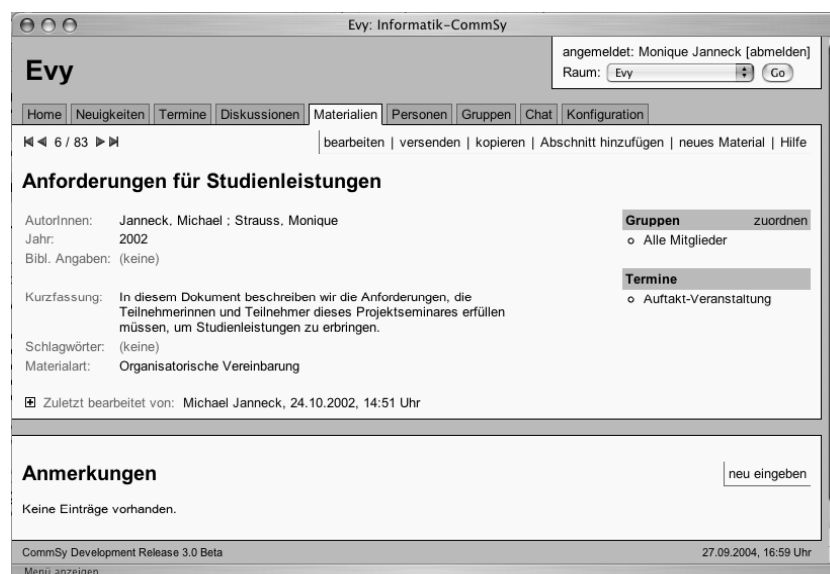 Evy: Informatik-CommSy
Evy
angemeldet: Monique Janneck [abmelden]
Raum: Evy Go
Home Neuigkeiten Termine Diskussionen Materialien Personen Gruppen Chat Konfiguration
6 / 83
bearbeiten | versenden | kopieren | Abschnitt hinzufügen | neues Material | Hilfe
Anforderungen für Studienleistungen
AutorInnen: Janneck, Michael ; Strauss, Monique
Jahr: 2002
Bibl. Angaben: (keine)
Kurzfassung: In diesem Dokument beschreiben wir die Anforderungen, die
Teilnehmerinnen und Teilnehmer dieses Projektseminares erfüllen
müssen, um Studienleistungen zu erbringen.
Schlagwörter: (keine)
Materialart: Organisatorische Vereinbarung
Zuletzt bearbeitet von: Michael Janneck, 24.10.2002, 14:51 Uhr
Gruppen zuordnen
Alle Mitglieder
Termine
Auftakt-Veranstaltung
Anmerkungen
neu eingeben
Keine Einträge vorhanden.
CommSy Development Release 3.0 Beta
27.09.2004, 16:59 Uhr
Menü anzeigen